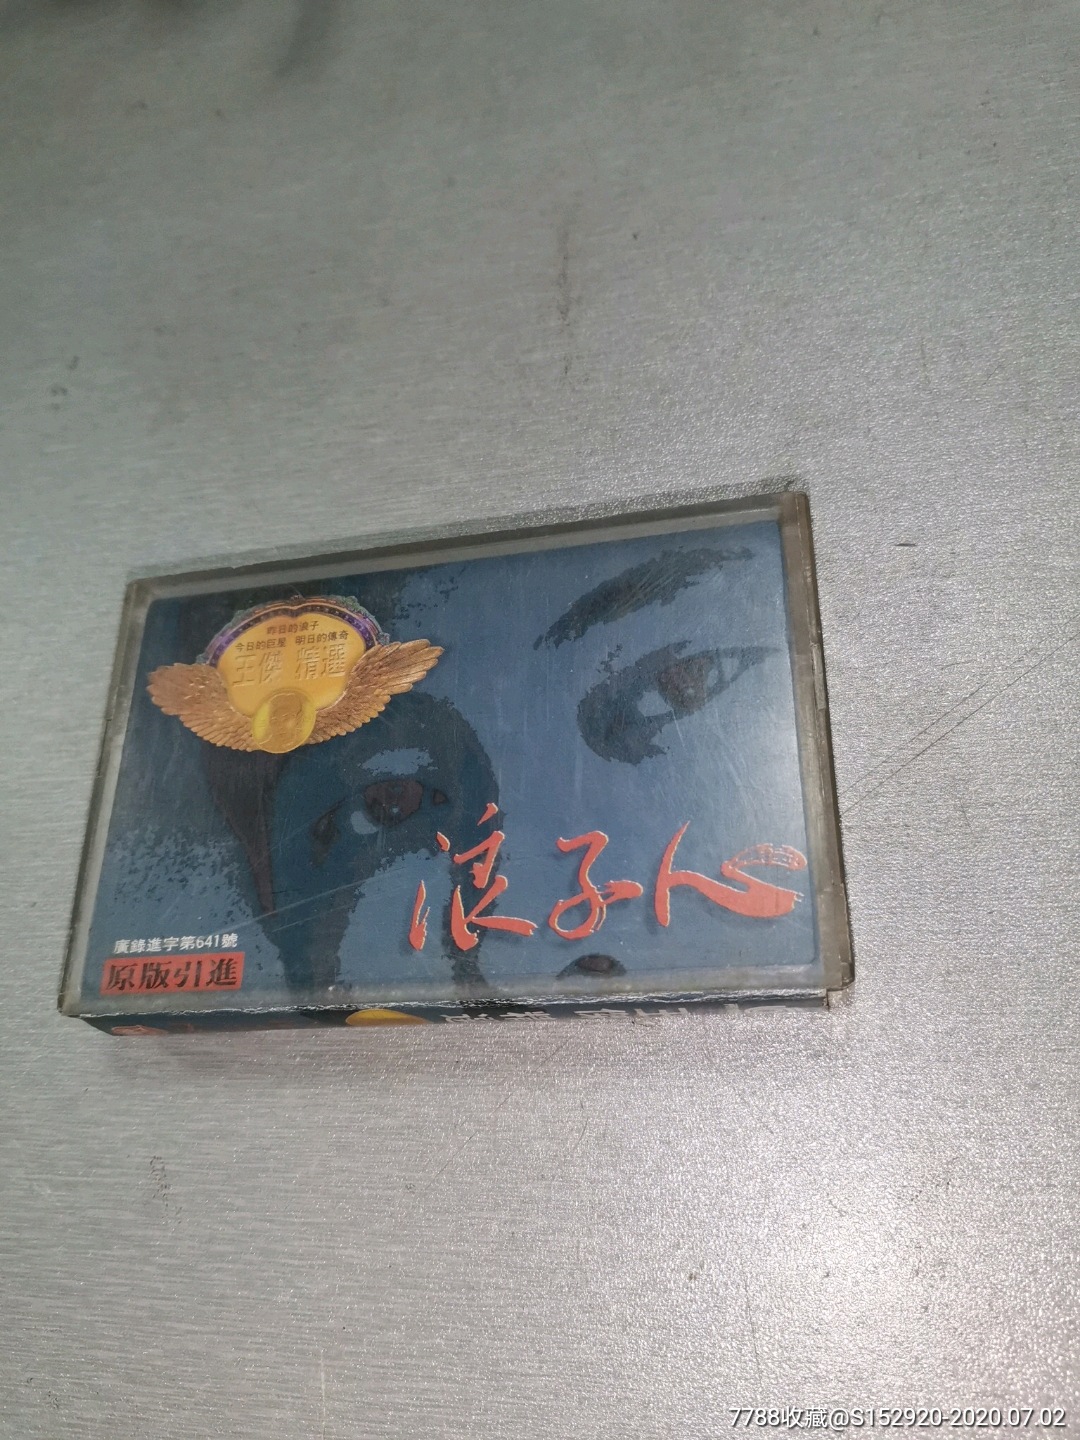 昨日的浪子
今日的巨星 明日的傳奇
王傑 精選
浪子心
廣錄進字第641號
原版引進
7788收藏@S152920-2020.07.02